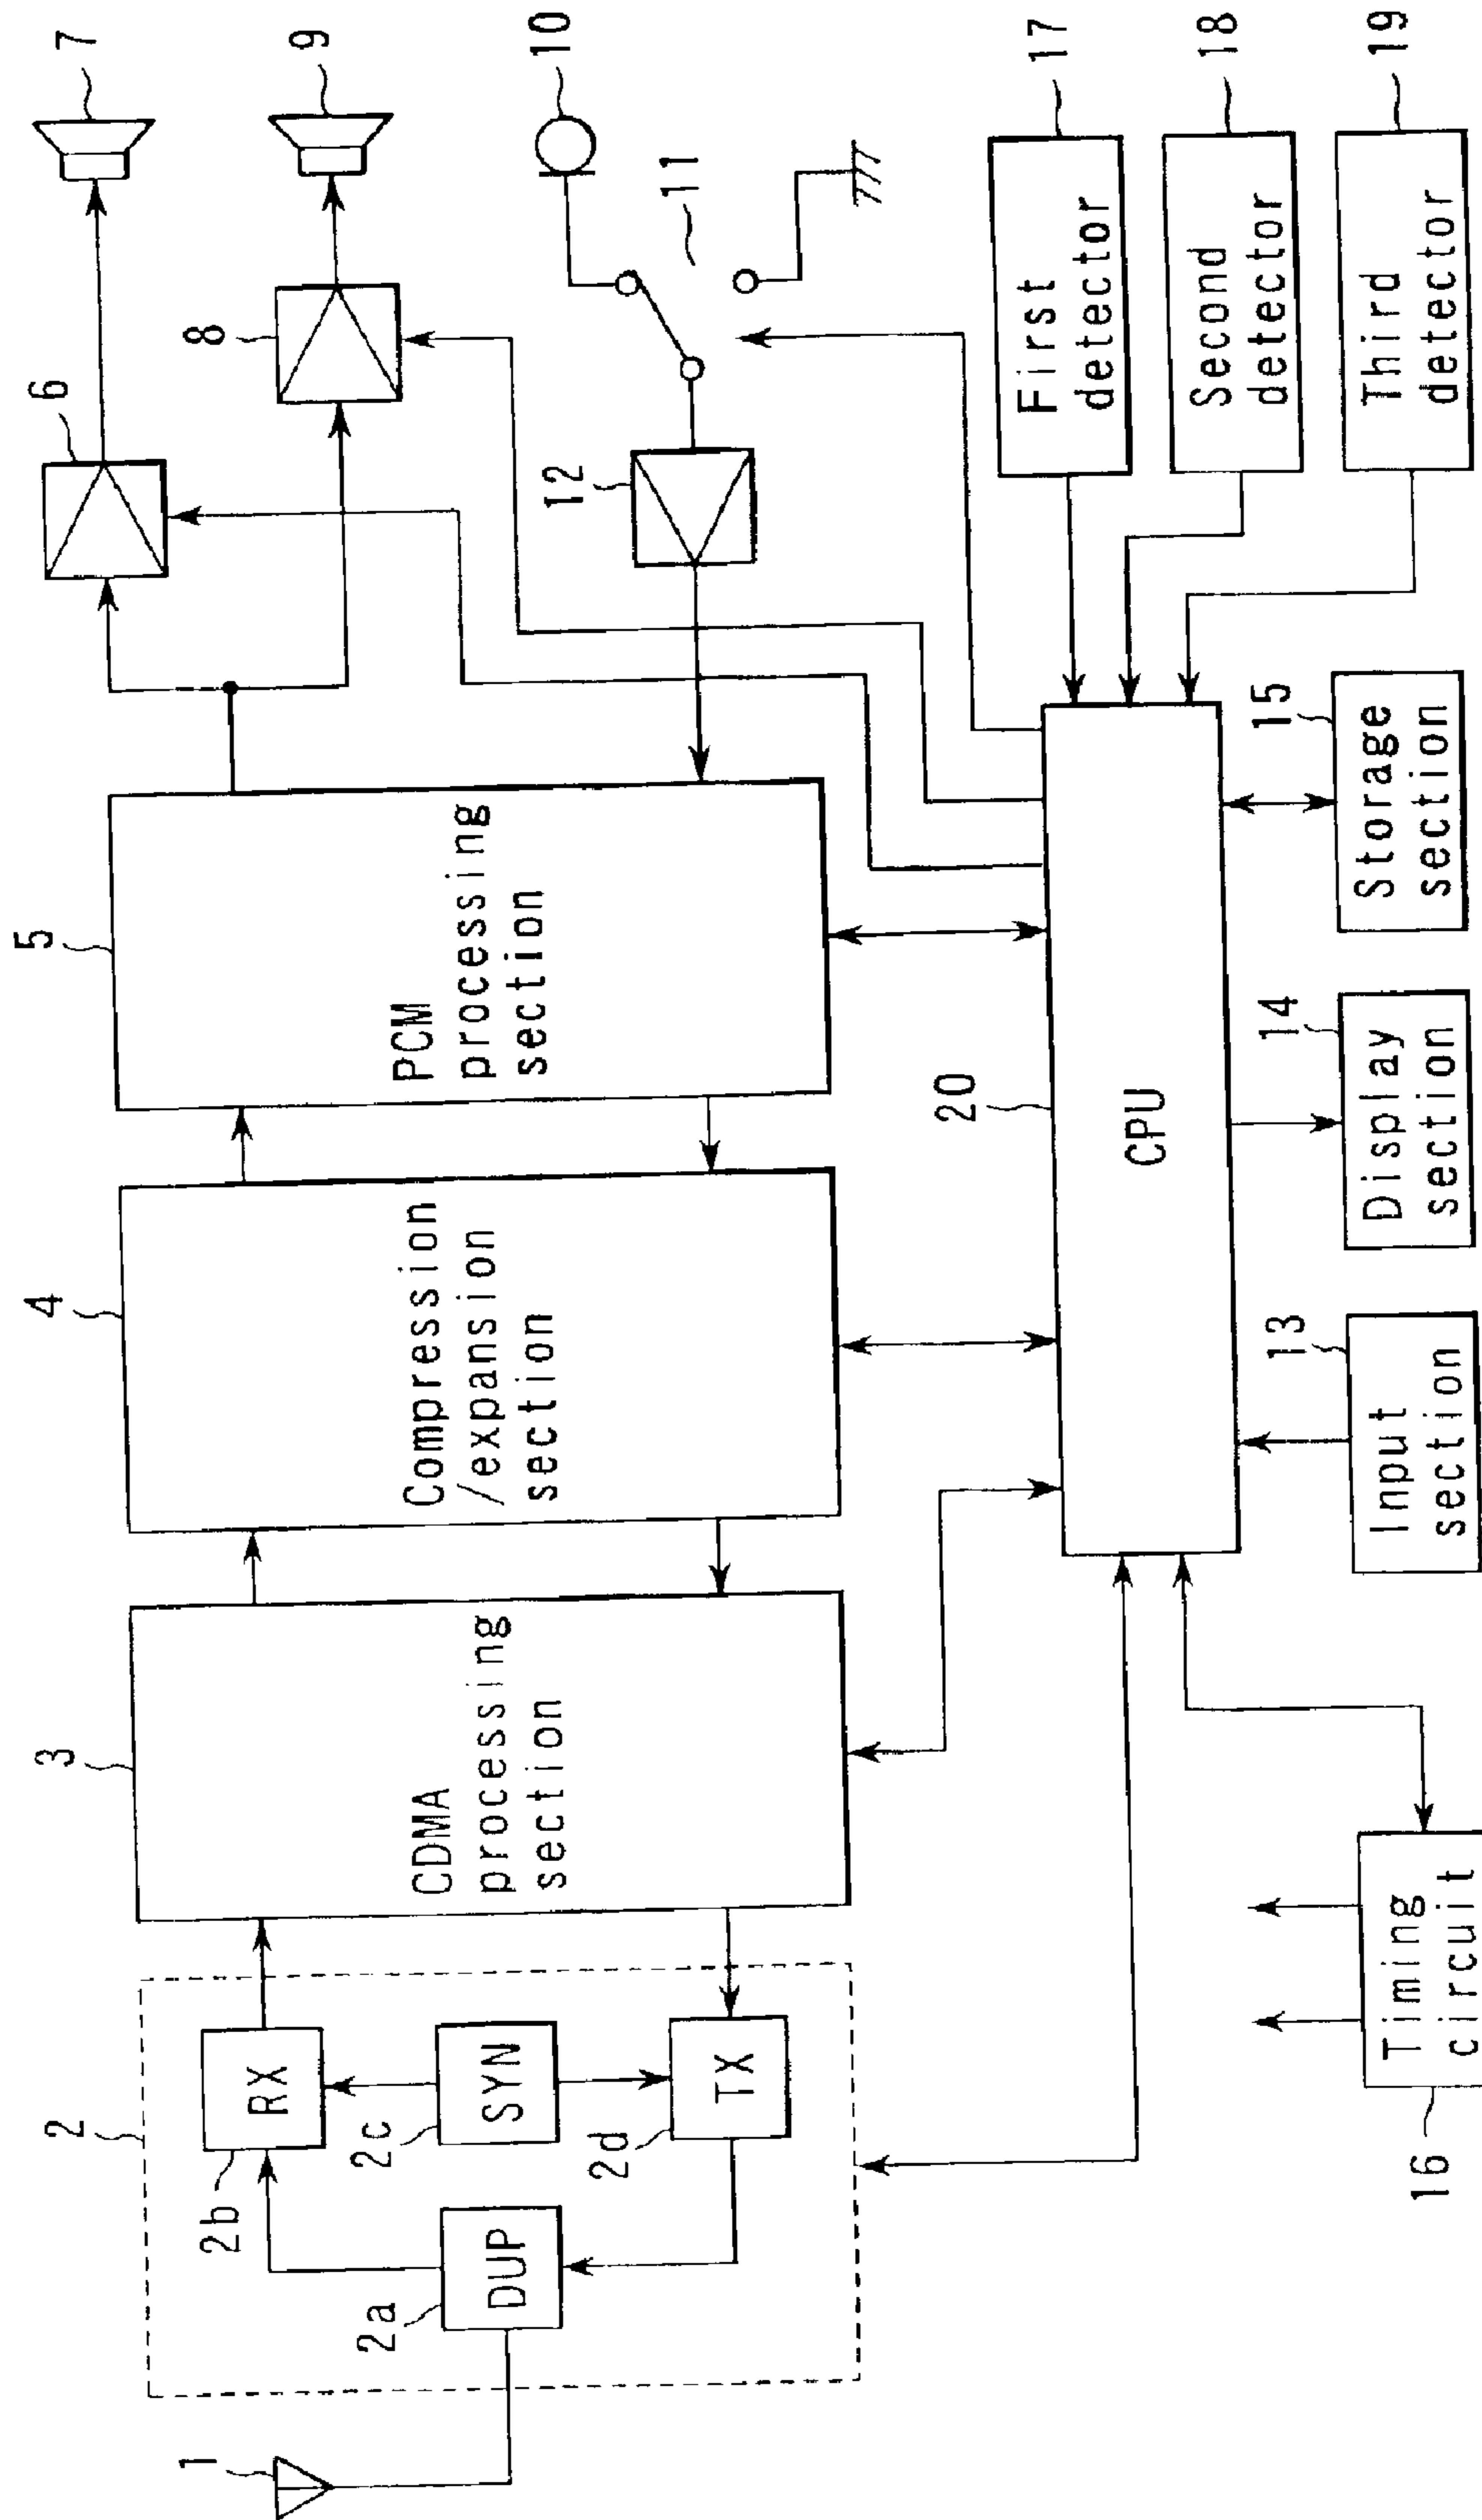 1
2
2a
DUP
2b
RX
2c
SYN
2d
TX
3
CDMA
processing
section
4
Compression
/expansion
section
5
PCM
processing
section
6
7
8
9
10
11
12
20
CPU
16
Timing
circuit
13
Input
section
14
Display
section
15
Storage
section
17
First
detector
18
Second
detector
19
Third
detector